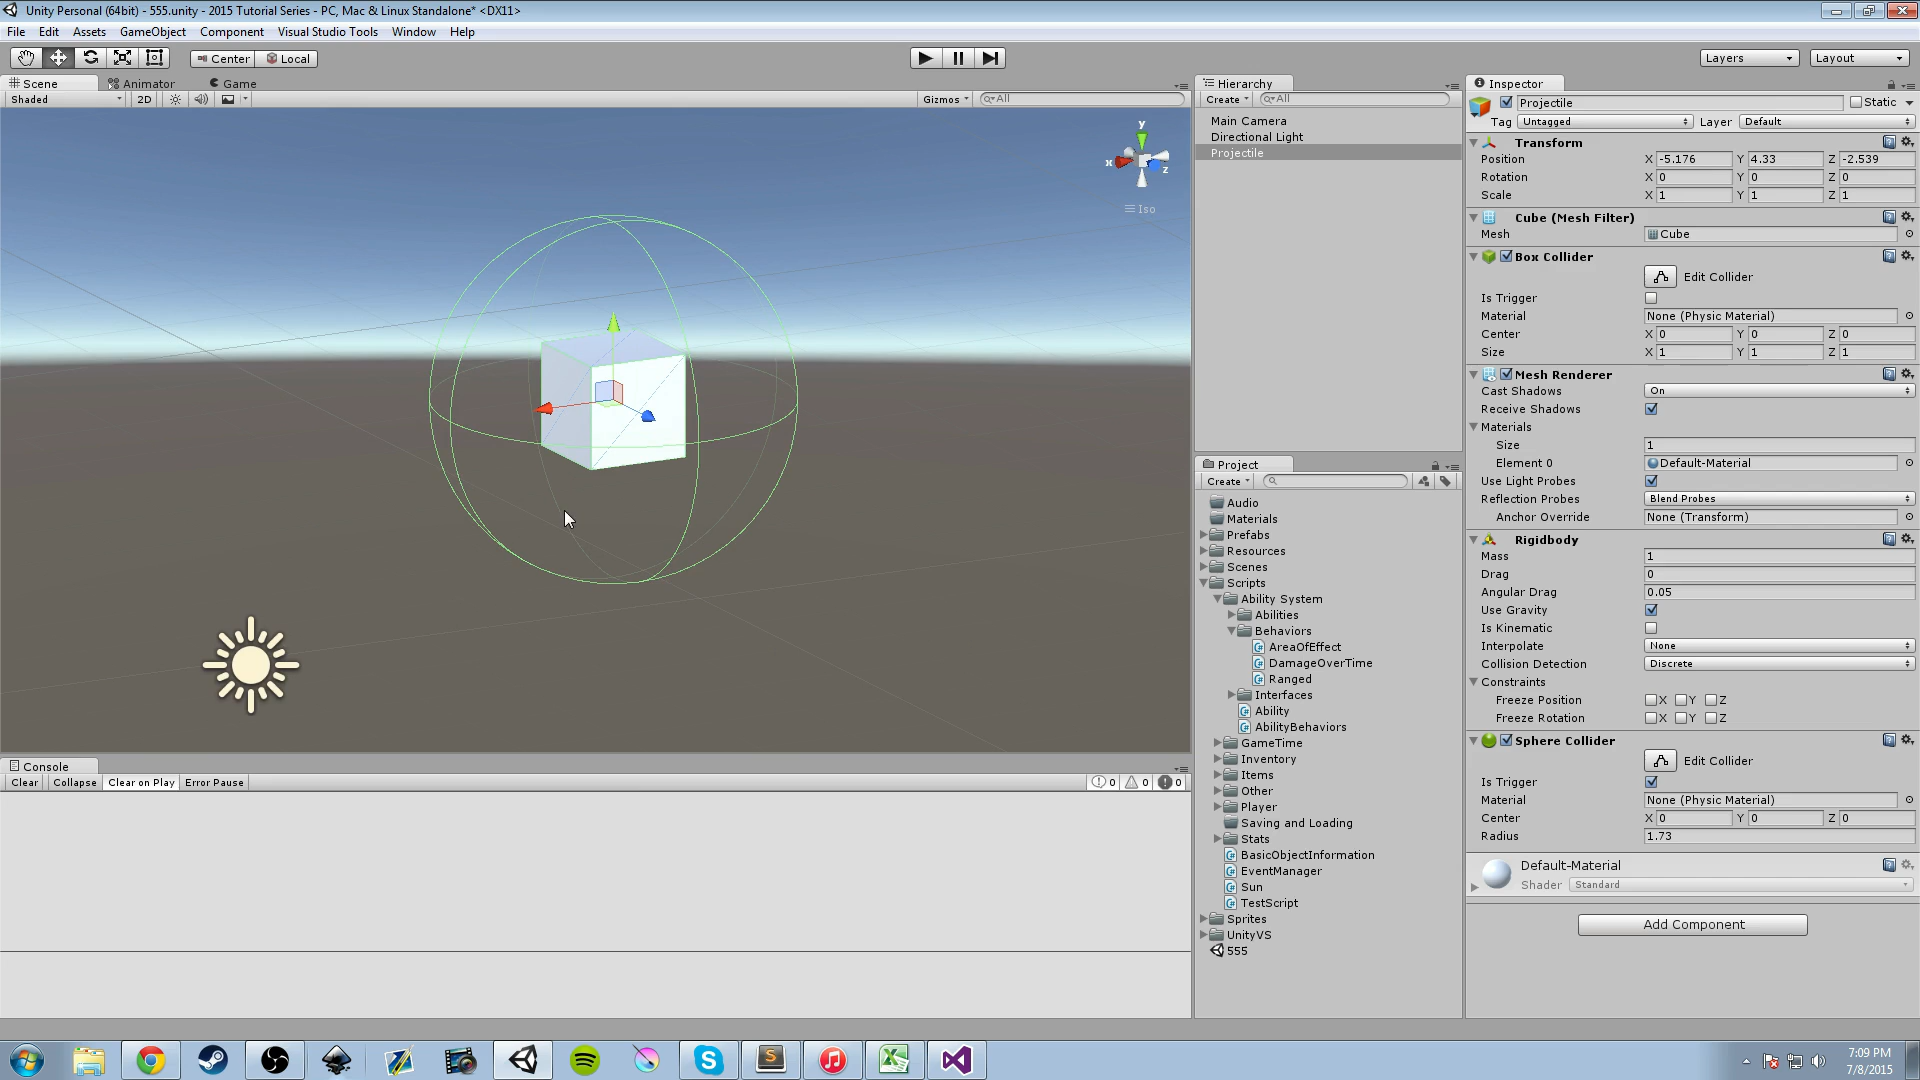 Unity Personal (64bit) - 555.unity - 2015 Tutorial Series - PC, Mac & Linux Standalone* <DX11>
File Edit Assets GameObject Component Visual Studio Tools Window Help
Center Local Layers Layout
Scene Animator Game
Shaded 2D Gizmos All
y
x
z
Iso
Console
Clear Collapse Clear on Play Error Pause 0 0 0
Hierarchy
Create All
Main Camera
Directional Light
Projectile
Project
Create
Audio
Materials
Prefabs
Resources
Scenes
Scripts
Ability System
Abilities
Behaviors
AreaOfEffect
DamageOverTime
Ranged
Interfaces
Ability
AbilityBehaviors
GameTime
Inventory
Items
Other
Player
Saving and Loading
Stats
BasicObjectInformation
EventManager
Sun
TestScript
Sprites
UnityVS
555
Inspector
Projectile Static
Tag Untagged Layer Default
Transform
Position X -5.176 Y 4.33 Z -2.539
Rotation X 0 Y 0 Z 0
Scale X 1 Y 1 Z 1
Cube (Mesh Filter)
Mesh Cube
Box Collider
Edit Collider
Is Trigger
Material None (Physic Material)
Center X 0 Y 0 Z 0
Size X 1 Y 1 Z 1
Mesh Renderer
Cast Shadows On
Receive Shadows
Materials
Size 1
Element 0 Default-Material
Use Light Probes
Reflection Probes Blend Probes
Anchor Override None (Transform)
Rigidbody
Mass 1
Drag 0
Angular Drag 0.05
Use Gravity
Is Kinematic
Interpolate None
Collision Detection Discrete
Constraints
Freeze Position X Y Z
Freeze Rotation X Y Z
Sphere Collider
Edit Collider
Is Trigger
Material None (Physic Material)
Center X 0 Y 0 Z 0
Radius 1.73
Default-Material
Shader Standard
Add Component
7:09 PM
7/8/2015